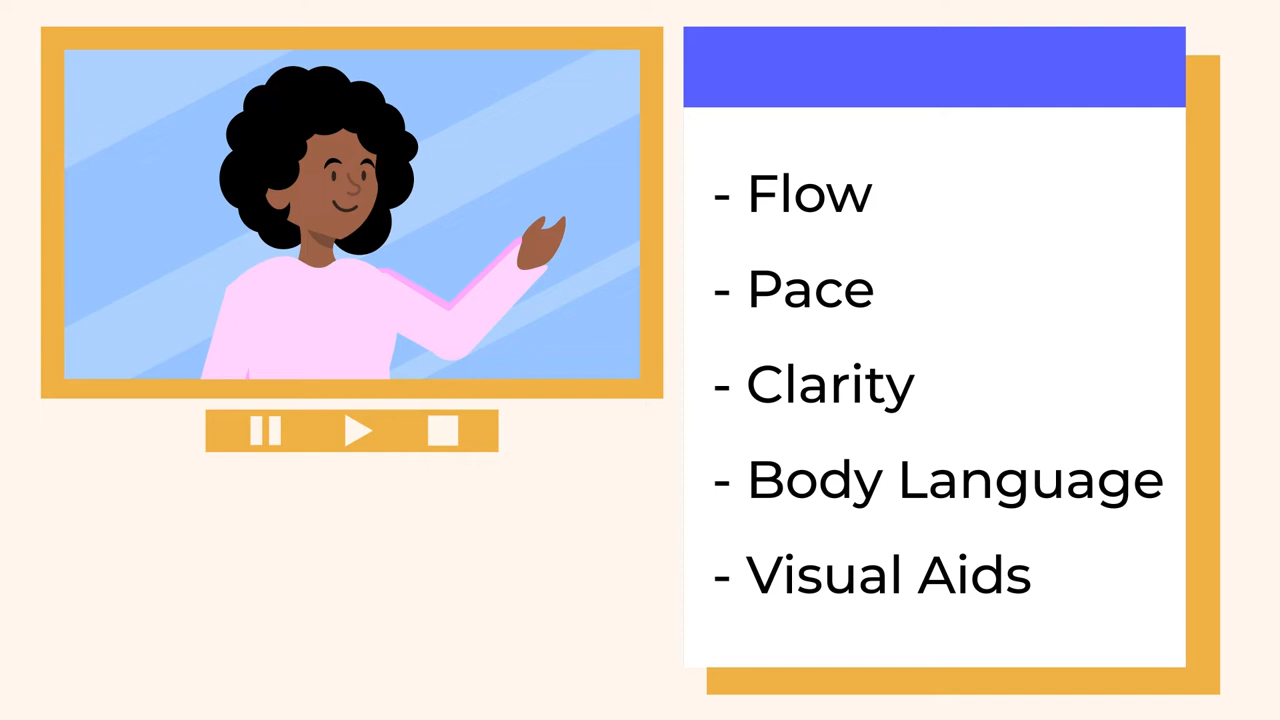 - Flow
- Pace
- Clarity
- Body Language
- Visual Aids